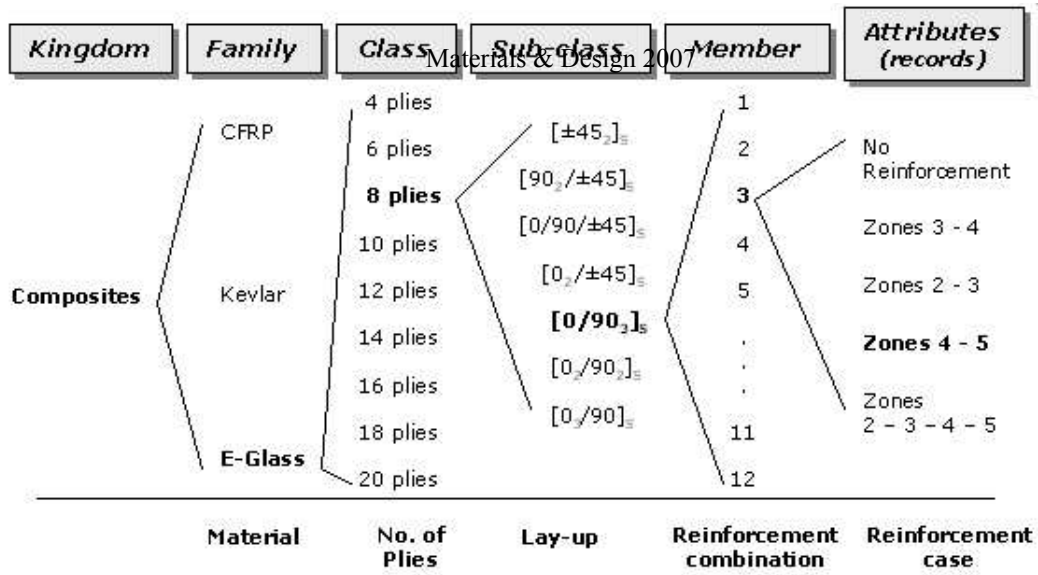 Kingdom
Family
Class
Sub-class
Member
Attributes
(records)
Materials & Design 2007
Composites
CFRP
Kevlar
E-Glass
4 plies
6 plies
8 plies
10 plies
12 plies
14 plies
16 plies
18 plies
20 plies
[±45₂]ₛ
[90₂/±45]ₛ
[0/90/±45]ₛ
[0₂/±45]ₛ
[0/90₃]ₛ
[0₂/90₂]ₛ
[0₃/90]ₛ
1
2
3
4
5
.
.
.
11
12
No
Reinforcement
Zones 3 - 4
Zones 2 - 3
Zones 4 - 5
Zones
2 - 3 - 4 - 5
Material
No. of
Plies
Lay-up
Reinforcement
combination
Reinforcement
case